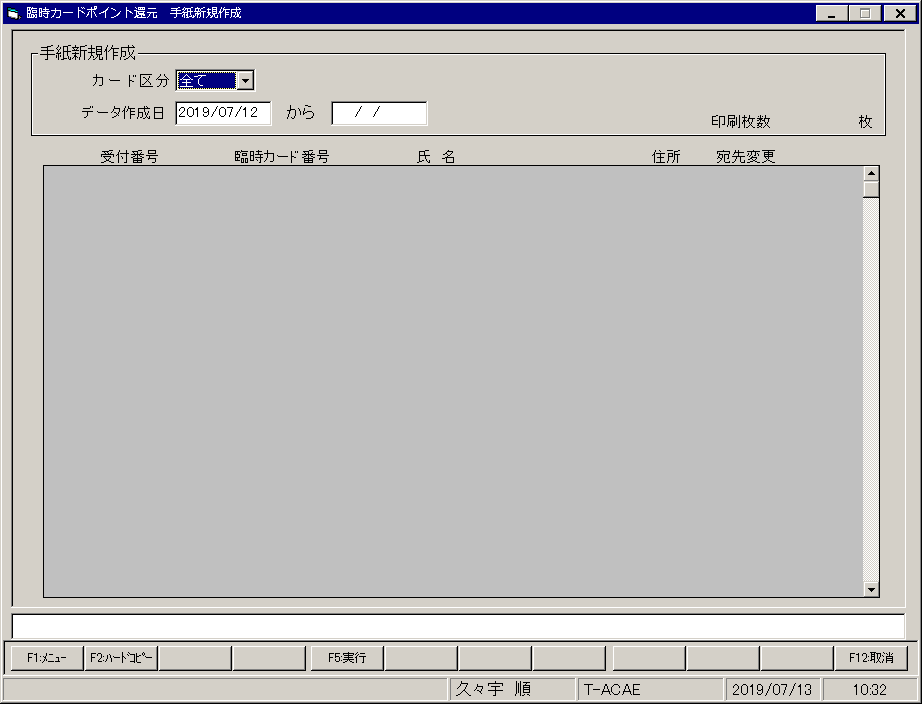 臨時カードポイント還元　手紙新規作成
手紙新規作成
カード区分 全て
データ作成日 2019/07/12 から / /
印刷枚数 枚
受付番号 臨時カード番号 氏 名 住所 宛先変更
F1:ﾒﾆｭｰ F2:ﾊｰﾄﾞｺﾋﾟｰ F5:実行 F12:取消
久々宇 順 T-ACAE 2019/07/13 10:32